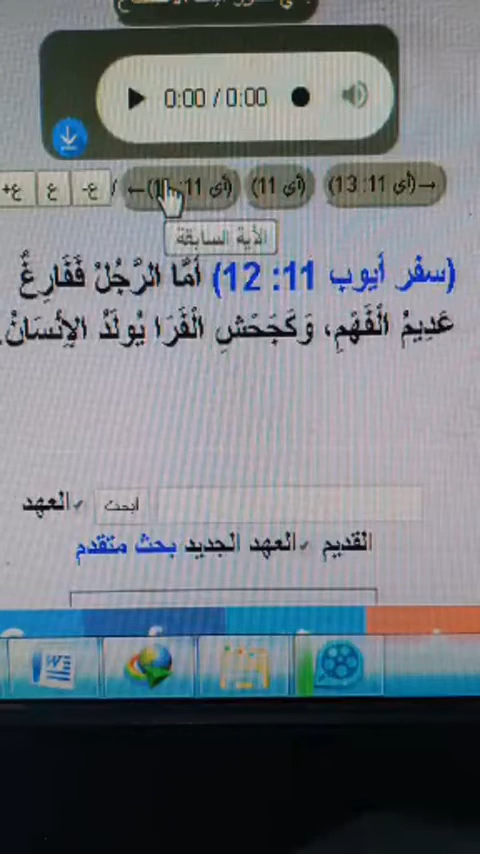 0:00 / 0:00
→(أي 11: 13) (أي 11) (أي 11: 11)← / ع- ع ع+
الآية السابقة
(سفر أيوب 11: 12) أَمَّا الرَّجُلُ فَفَارِغٌ
عَدِيمُ الْفَهْمِ، وَكَجَحْشِ الْفَرَا يُولَدُ الإِنْسَانُ.
ابحث ✓العهد
القديم ✓العهد الجديد بحث متقدم